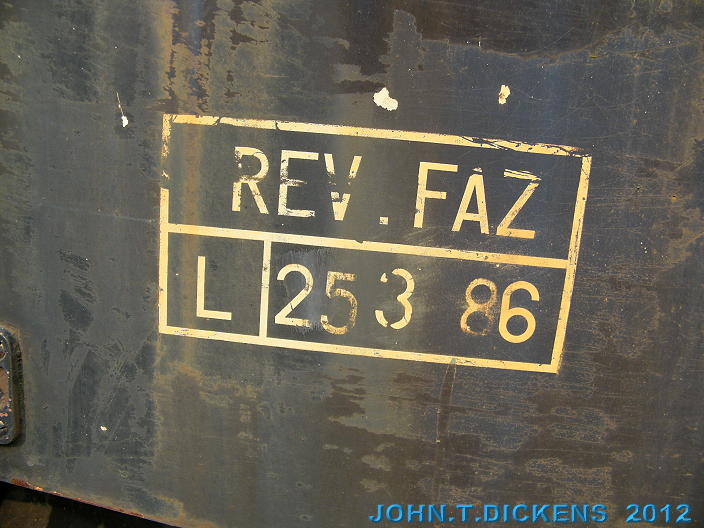 REV. FAZ
L 253 86
JOHN.T.DICKENS 2012